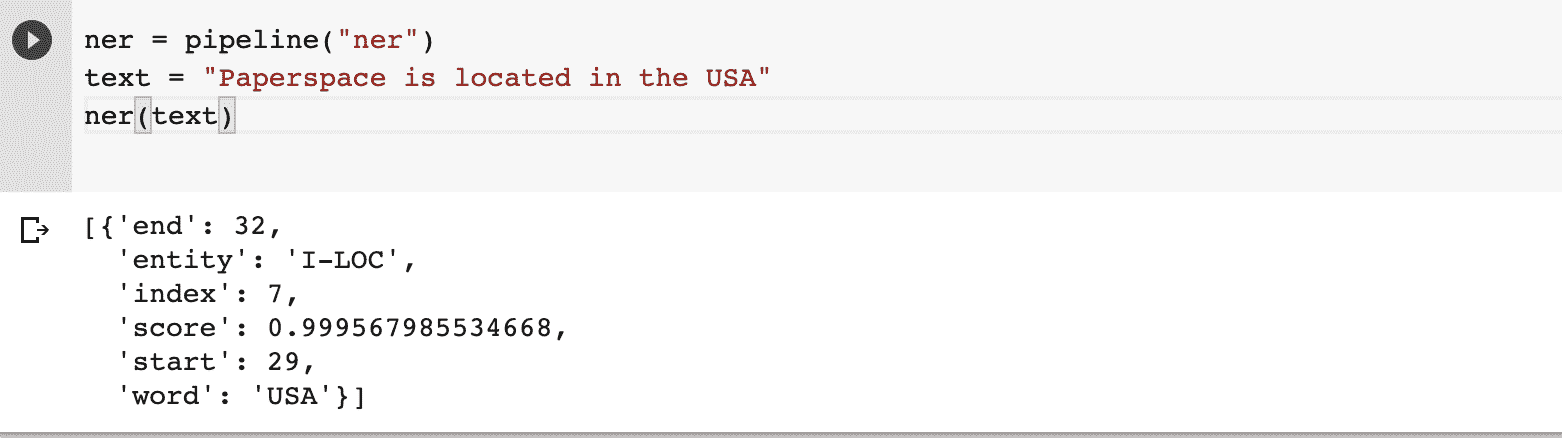 ner = pipeline("ner")
text = "Paperspace is located in the USA"
ner(text)
[{'end': 32,
'entity': 'I-LOC',
'index': 7,
'score': 0.999567985534668,
'start': 29,
'word': 'USA'}]